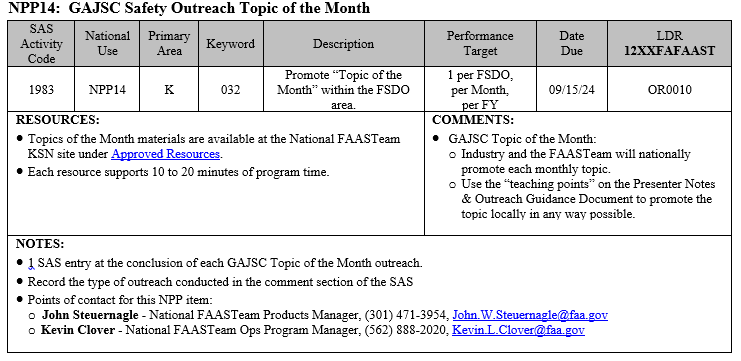 NPP14:  GAJSC Safety Outreach Topic of the Month
SAS Activity Code
National Use
Primary Area
Keyword
Description
Performance Target
Date Due
LDR 12XXFAFAAST
1983
NPP14
K
032
Promote “Topic of the Month” within the FSDO area.
1 per FSDO, per Month, per FY
09/15/24
OR0010
RESOURCES:
● Topics of the Month materials are available at the National FAASTeam
KSN site under Approved Resources.
● Each resource supports 10 to 20 minutes of program time.
COMMENTS:
● GAJSC Topic of the Month:
o Industry and the FAASTeam will nationally
promote each monthly topic.
o Use the “teaching points” on the Presenter Notes
& Outreach Guidance Document to promote the
topic locally in any way possible.
NOTES:
● 1 SAS entry at the conclusion of each GAJSC Topic of the Month outreach.
● Record the type of outreach conducted in the comment section of the SAS
● Points of contact for this NPP item:
o John Steuernagle - National FAASTeam Products Manager, (301) 471-3954, John.W.Steuernagle@faa.gov
o Kevin Clover - National FAASTeam Ops Program Manager, (562) 888-2020, Kevin.L.Clover@faa.gov